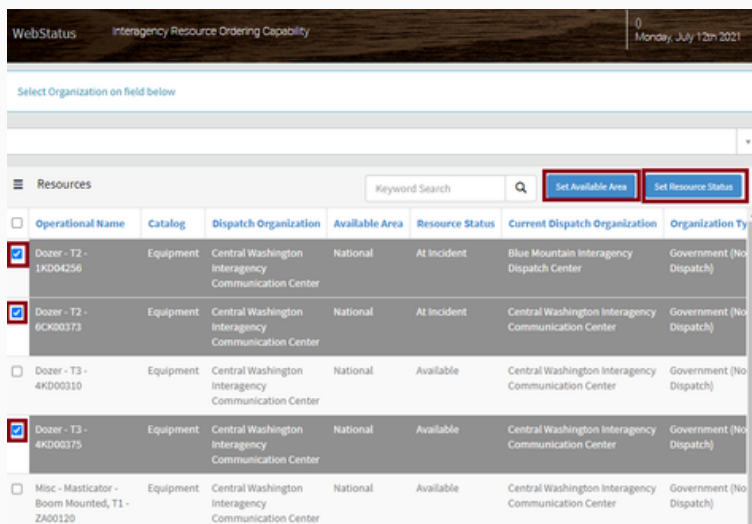 WebStatus Interagency Resource Ordering Capability 0
Monday, July 12th 2021
Select Organization on field below
Resources Keyword Search Set Available Area Set Resource Status
Operational Name Catalog Dispatch Organization Available Area Resource Status Current Dispatch Organization Organization Ty
Dozer - T2 - Equipment Central Washington National At Incident Blue Mountain Interagency Government (No
1KD04256 Interagency Dispatch Center Dispatch)
Communication Center
Dozer - T2 - Equipment Central Washington National At Incident Central Washington Interagency Government (No
6CK00373 Interagency Communication Center Dispatch)
Communication Center
Dozer - T3 - Equipment Central Washington National Available Central Washington Interagency Government (No
4KD00310 Interagency Communication Center Dispatch)
Communication Center
Dozer - T3 - Equipment Central Washington National Available Central Washington Interagency Government (No
4KD00375 Interagency Communication Center Dispatch)
Communication Center
Misc - Masticator - Equipment Central Washington National Available Central Washington Interagency Government (No
Boom Mounted, T1 - Interagency Communication Center Dispatch)
ZA00120 Communication Center